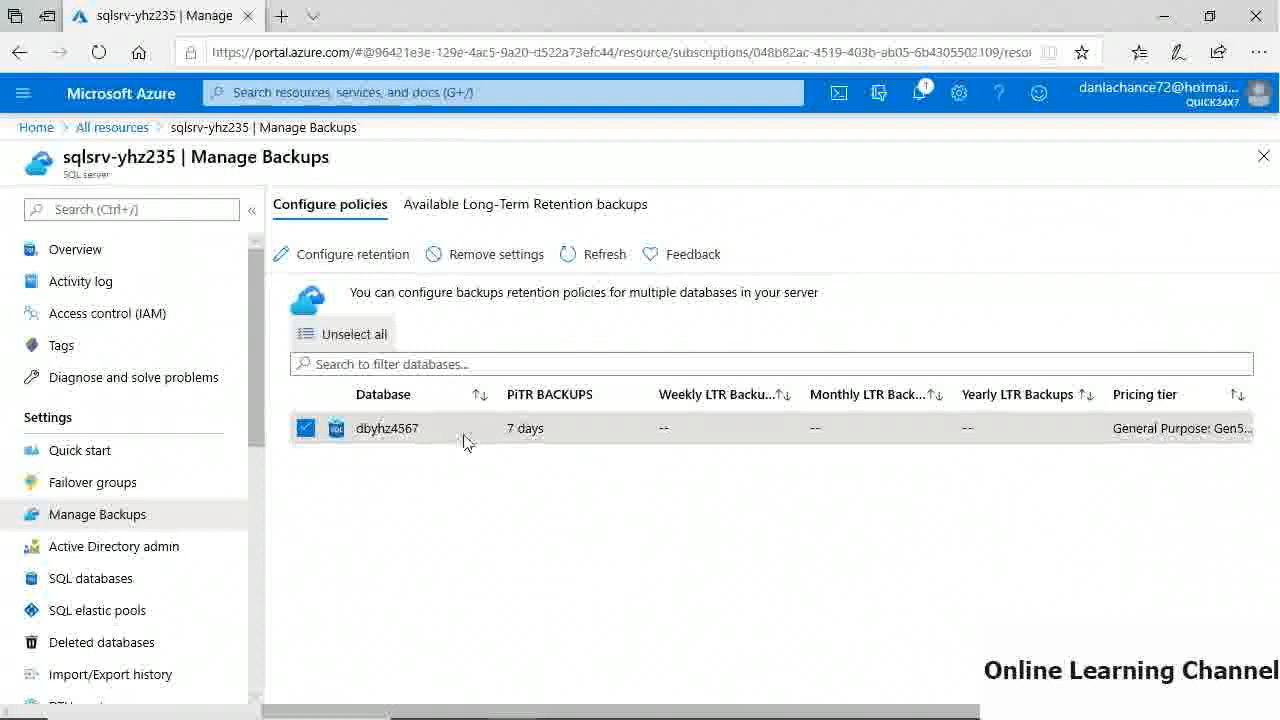 sqlsrv-yhz235 | Manage
https://portal.azure.com/#@96421e3e-129e-4ac5-9a20-d522a73efc44/resource/subscriptions/048b82ac-4519-403b-ab05-6b4305502109/resou
Microsoft Azure
Search resources, services, and docs (G+/)
1
danlachance72@hotmai...
QUICK24X7
Home > All resources > sqlsrv-yhz235 | Manage Backups
sqlsrv-yhz235 | Manage Backups
SQL server
Search (Ctrl+/)
Overview
Activity log
Access control (IAM)
Tags
Diagnose and solve problems
Settings
Quick start
Failover groups
Manage Backups
Active Directory admin
SQL databases
SQL elastic pools
Deleted databases
Import/Export history
Configure policies Available Long-Term Retention backups
Configure retention Remove settings Refresh Feedback
You can configure backups retention policies for multiple databases in your server
Unselect all
Search to filter databases...
Database PiTR BACKUPS Weekly LTR Backu... Monthly LTR Back... Yearly LTR Backups Pricing tier
dbyhz4567 7 days -- -- -- General Purpose: Gen5...
Online Learning Channel